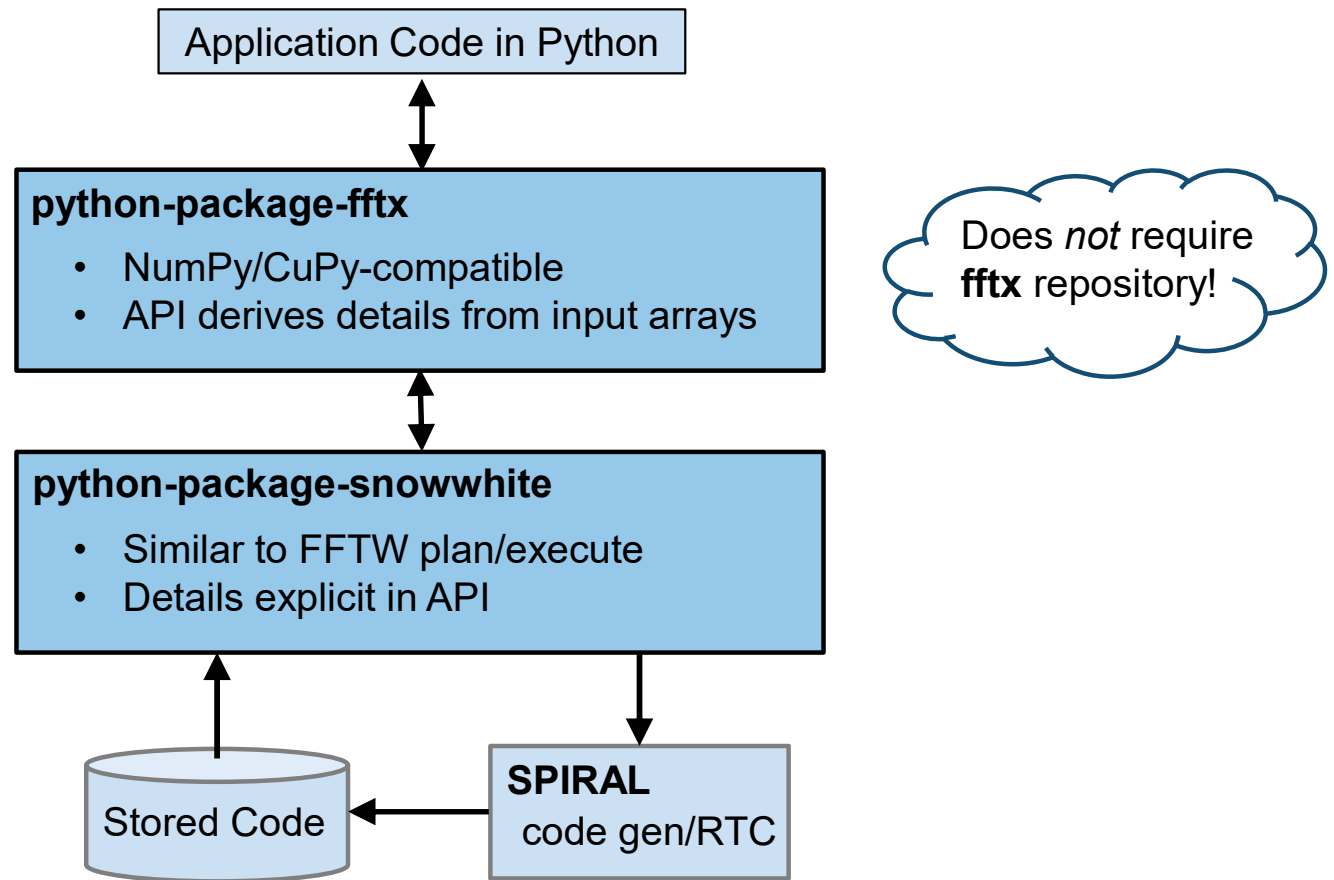 Application Code in Python
python-package-fftx
• NumPy/CuPy-compatible
• API derives details from input arrays
Does not require
fftx repository!
python-package-snowwhite
• Similar to FFTW plan/execute
• Details explicit in API
Stored Code
SPIRAL
code gen/RTC